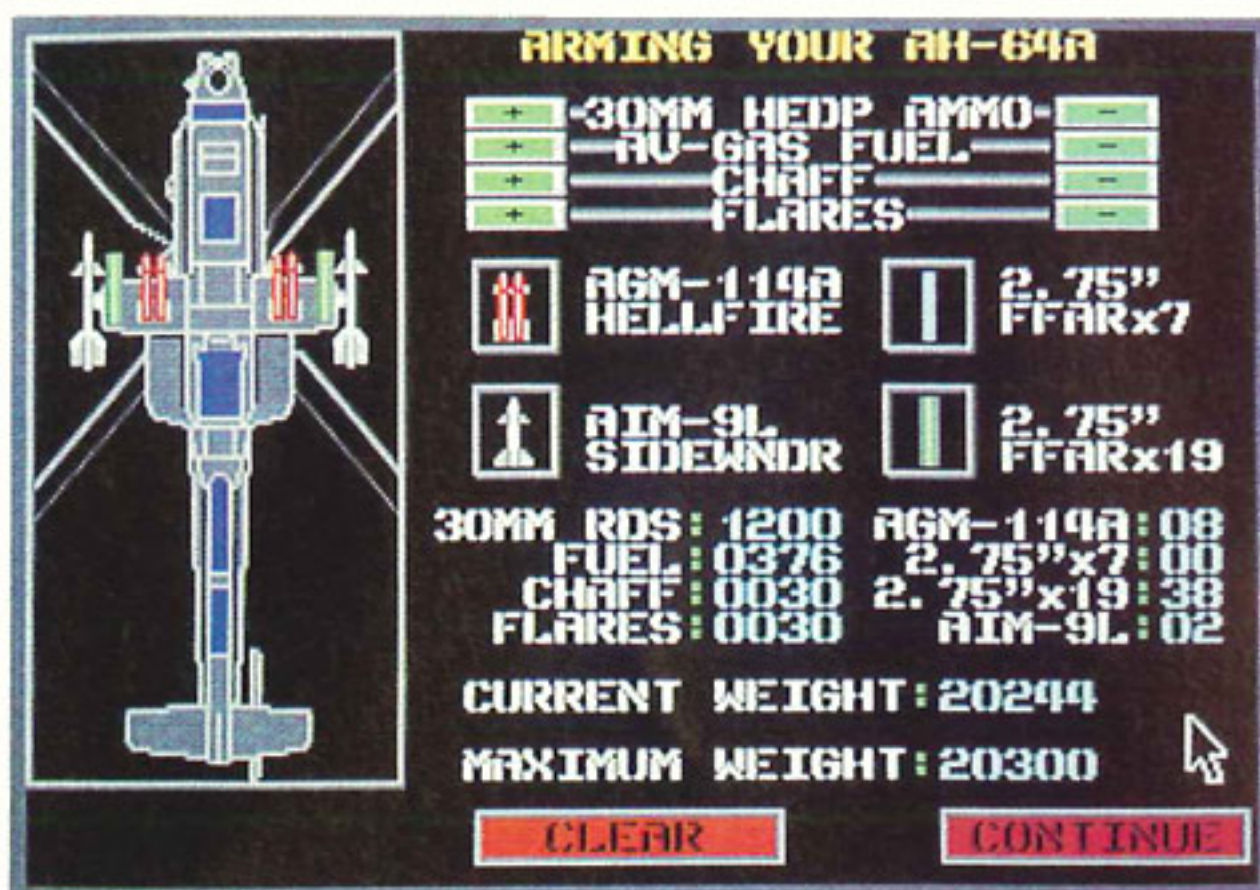 ARMING YOUR AH-64A
+ 30MM HEDP AMMO -
+ AV-GAS FUEL -
+ CHAFF -
+ FLARES -
AGM-114A
HELLFIRE
2.75”
FFARx7
AIM-9L
SIDEWNDR
2.75”
FFARx19
30MM RDS:1200 AGM-114A:08
FUEL:0376 2.75”x7:00
CHAFF:0030 2.75”x19:38
FLARES:0030 AIM-9L:02
CURRENT WEIGHT:20244
MAXIMUM WEIGHT:20300
CLEAR CONTINUE